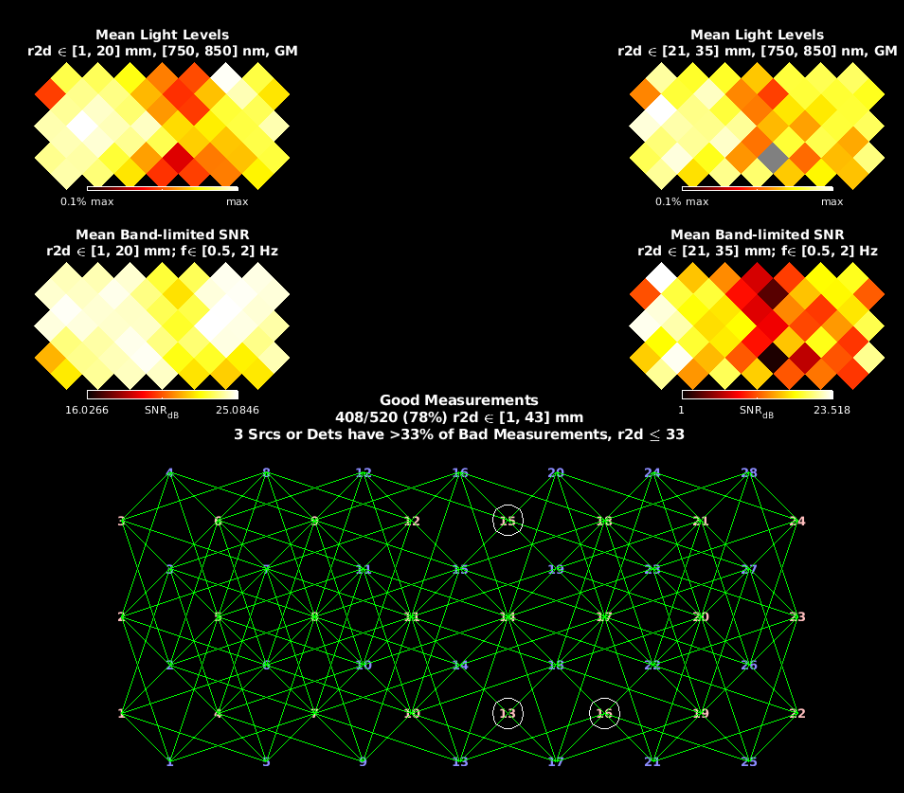 Mean Light Levels
r2d ∈ [1, 20] mm, [750, 850] nm, GM
0.1% max
max
Mean Light Levels
r2d ∈ [21, 35] mm, [750, 850] nm, GM
0.1% max
max
Mean Band-limited SNR
r2d ∈ [1, 20] mm; f∈ [0.5, 2] Hz
16.0266
SNRdB
25.0846
Mean Band-limited SNR
r2d ∈ [21, 35] mm; f∈ [0.5, 2] Hz
1
SNRdB
23.518
Good Measurements
408/520 (78%) r2d ∈ [1, 43] mm
3 Srcs or Dets have >33% of Bad Measurements, r2d ≤ 33
4 8 12 16 20 24 28
3 6 9 12 15 18 21 24
3 7 11 15 19 23 27
2 5 8 11 14 17 20 23
2 6 10 14 18 22 26
1 4 7 10 13 16 19 22
1 5 9 13 17 21 25